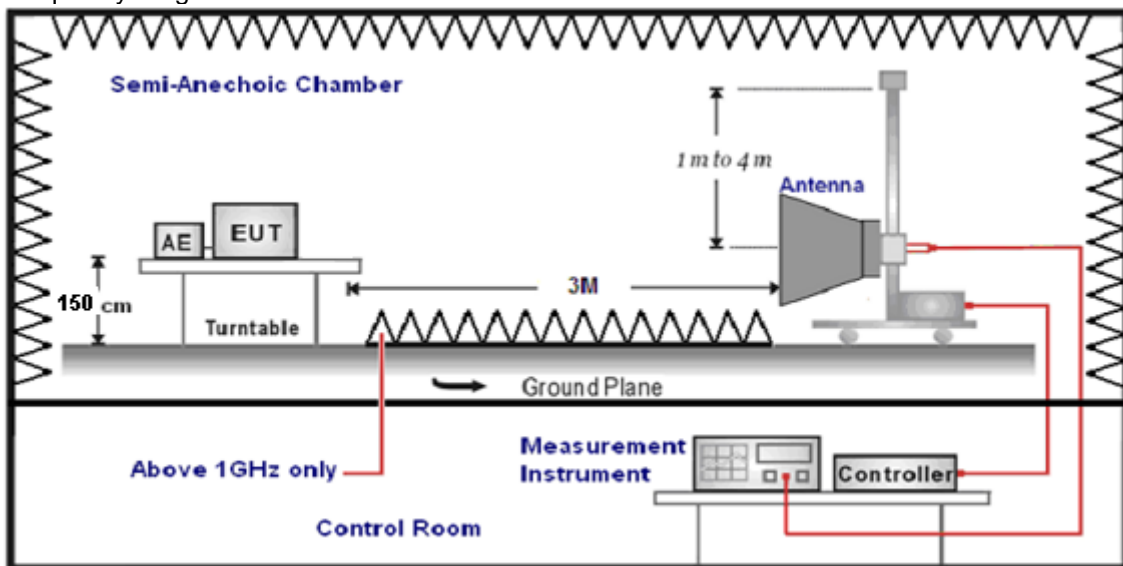 Semi-Anechoic Chamber
1 m to 4 m
Antenna
AE
EUT
3M
150 cm
Turntable
Ground Plane
Above 1GHz only
Measurement
Instrument
Controller
Control Room